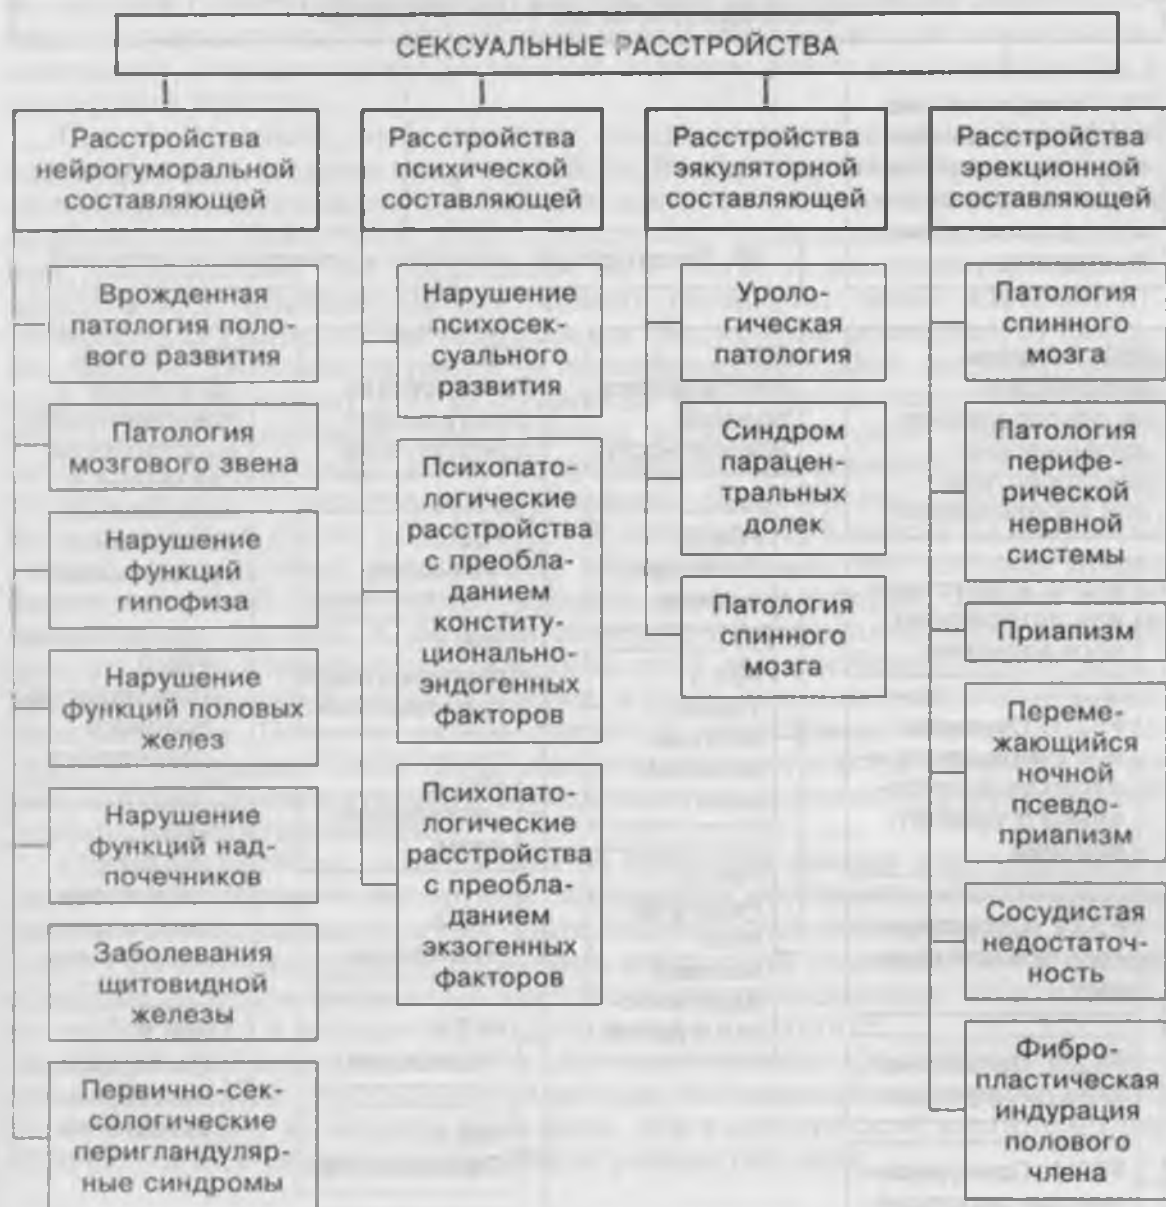 СЕКСУАЛЬНЫЕ РАССТРОЙСТВА
Расстройства
нейрогуморальной
составляющей
Врожденная
патология поло-
вого развития
Патология
мозгового звена
Нарушение
функций
гипофиза
Нарушение
функций половых
желез
Нарушение
функций над-
почечников
Заболевания
щитовидной
железы
Первично-сек-
сологические
перигландуляр-
ные синдромы
Расстройства
психической
составляющей
Нарушение
психосек-
суального
развития
Психопато-
логические
расстройства
с преобла-
данием
конститу-
ционально-
эндогенных
факторов
Психопато-
логические
расстройства
с преобла-
данием
экзогенных
факторов
Расстройства
эякуляторной
составляющей
Уроло-
гическая
патология
Синдром
парацен-
тральных
долек
Патология
спинного
мозга
Расстройства
эрекционной
составляющей
Патология
спинного
мозга
Патология
перифе-
рической
нервной
системы
Приапизм
Переме-
жающийся
ночной
псевдо-
приапизм
Сосудистая
недостаточ-
ность
Фибро-
пластическая
индурация
полового
члена